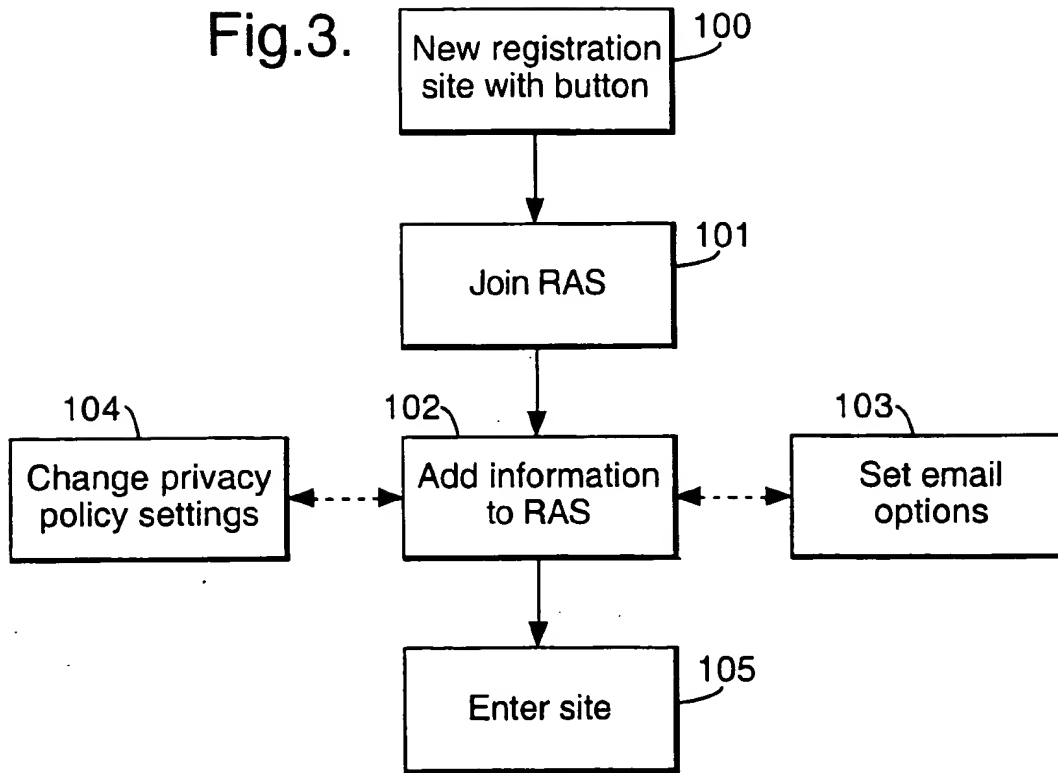 Fig.3.
100
New registration
site with button
101
Join RAS
104
102
103
Change privacy
policy settings
Add information
to RAS
Set email
options
105
Enter site